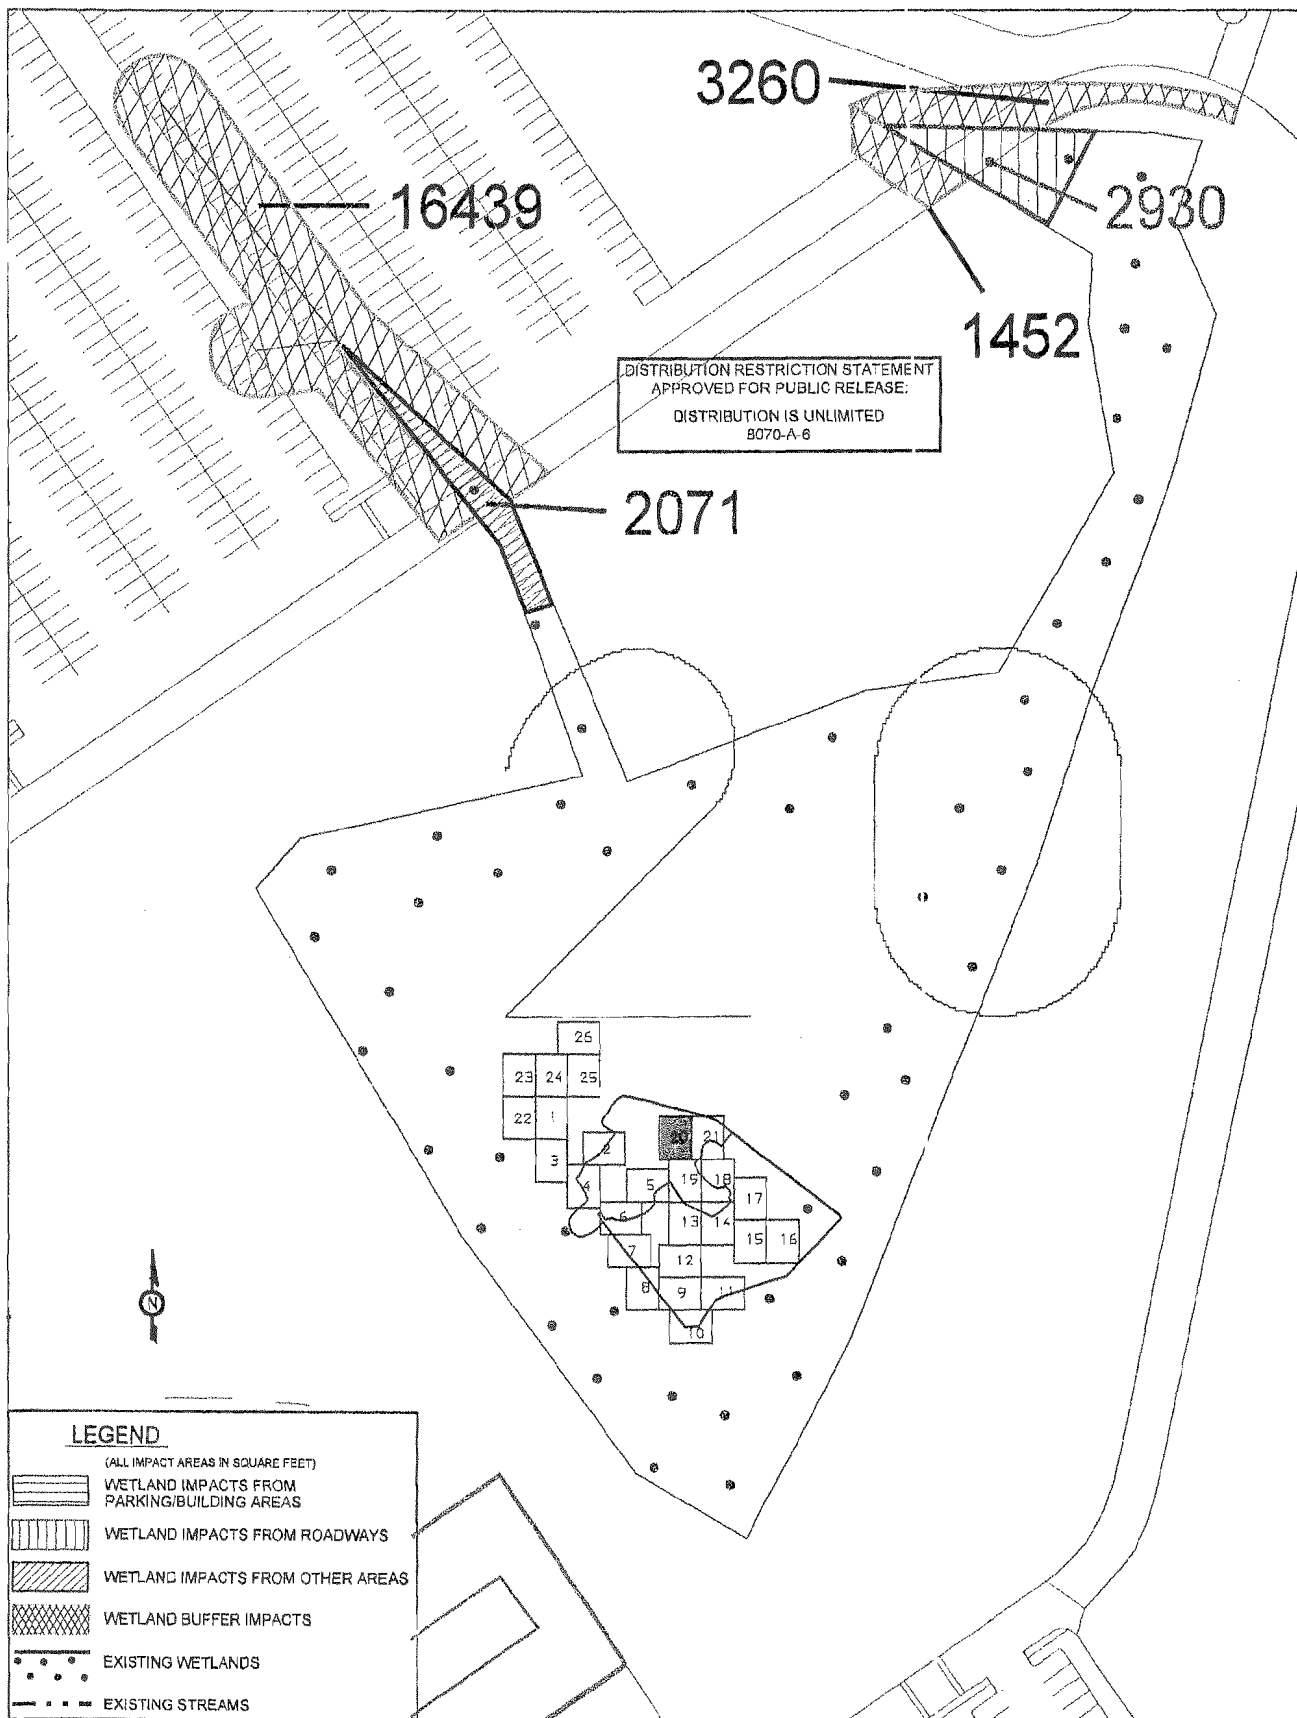 3260
16439
2930
1452
DISTRIBUTION RESTRICTION STATEMENT
APPROVED FOR PUBLIC RELEASE:
DISTRIBUTION IS UNLIMITED
8070-A-6
2071
26
23 24 25
22 1
2 20 21
3
4 5 19 18
17
6 13 14
7 12 15 16
8 9 11
10
N
LEGEND
(ALL IMPACT AREAS IN SQUARE FEET)
WETLAND IMPACTS FROM
PARKING/BUILDING AREAS
WETLAND IMPACTS FROM ROADWAYS
WETLAND IMPACTS FROM OTHER AREAS
WETLAND BUFFER IMPACTS
EXISTING WETLANDS
EXISTING STREAMS